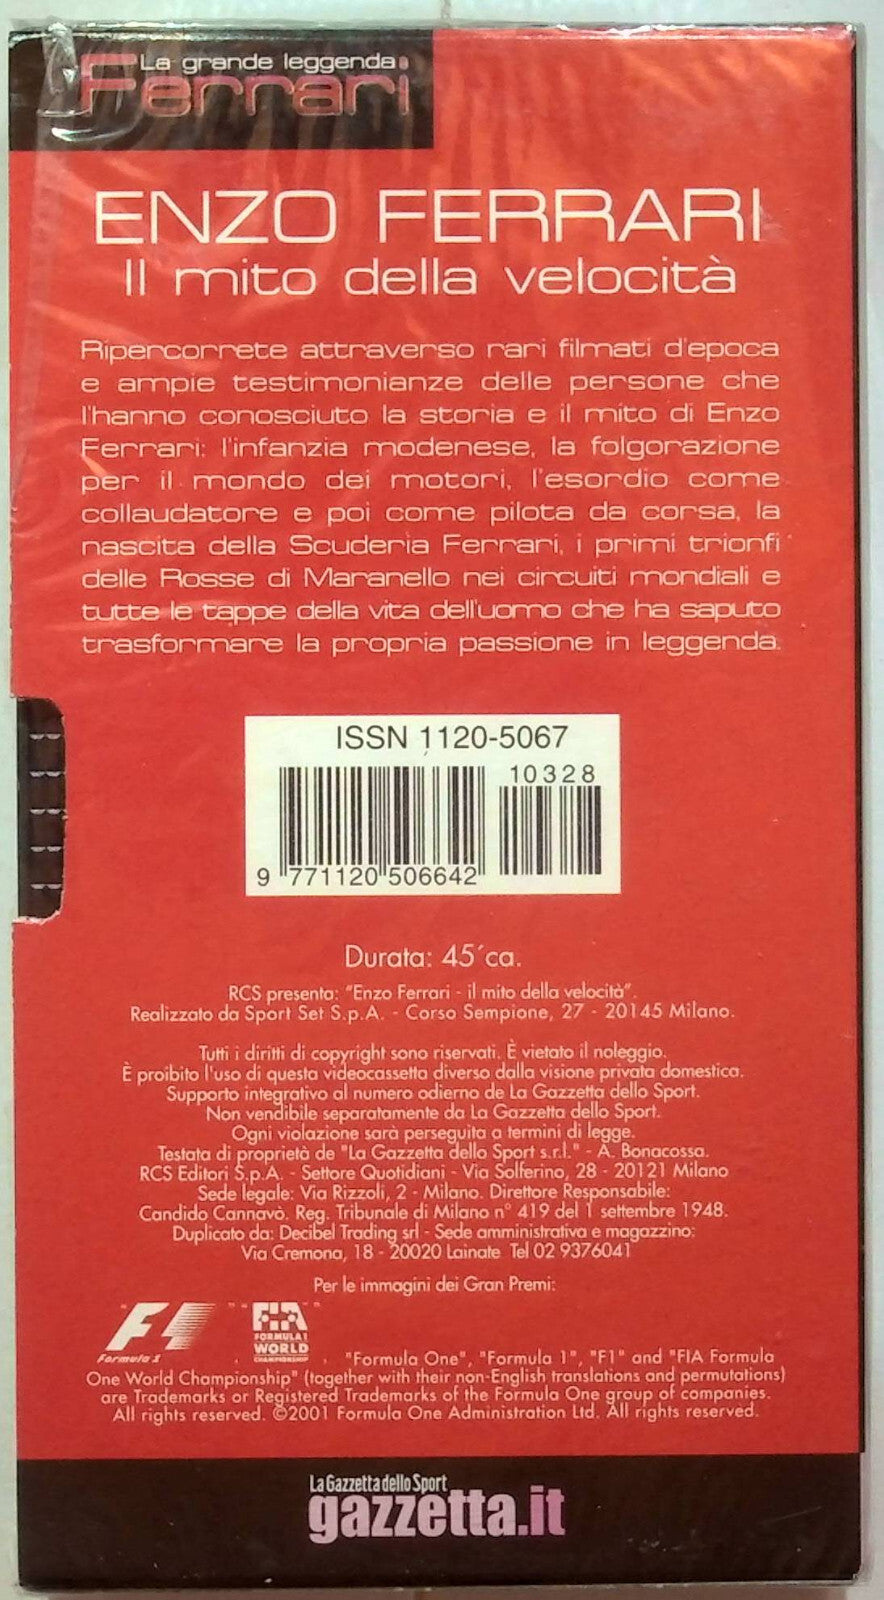 La grande leggenda
Ferrari
ENZO FERRARI
Il mito della velocità
Ripercorrete attraverso rari filmati d'epoca
e ampie testimonianze delle persone che
l'hanno conosciuto la storia e il mito di Enzo
Ferrari: l'infanzia modenese, la folgorazione
per il mondo dei motori, l'esordio come
collaudatore e poi come pilota da corsa, la
nascita della Scuderia Ferrari, i primi trionfi
delle Rosse di Maranello nei circuiti mondiali e
tutte le tappe della vita dell'uomo che ha saputo
trasformare la propria passione in leggenda.
ISSN 1120-5067
10328
9 771120 506642
Durata: 45´ca.
RCS presenta: "Enzo Ferrari - il mito della velocità".
Realizzato da Sport Set S.p.A. - Corso Sempione, 27 - 20145 Milano.
Tutti i diritti di copyright sono riservati. È vietato il noleggio.
È proibito l'uso di questa videocassetta diverso dalla visione privata domestica.
Supporto integrativo al numero odierno de La Gazzetta dello Sport.
Non vendibile separatamente da La Gazzetta dello Sport.
Ogni violazione sarà perseguita a termini di legge.
Testata di proprietà de "La Gazzetta dello Sport s.r.l." - A. Bonacossa.
RCS Editori S.p.A. - Settore Quotidiani - Via Solferino, 28 - 20121 Milano
Sede legale: Via Rizzoli, 2 - Milano. Direttore Responsabile:
Candido Cannavò. Reg. Tribunale di Milano n° 419 del 1 settembre 1948.
Duplicato da: Decibel Trading srl - Sede amministrativa e magazzino:
Via Cremona, 18 - 20020 Lainate Tel 02 9376041
Per le immagini dei Gran Premi:
"F1" "FIA
Formula 1 FORMULA 1
WORLD
CHAMPIONSHIP
, "Formula One", "Formula 1", "F1" and "FIA Formula
One World Championship" (together with their non-English translations and permutations)
are Trademarks or Registered Trademarks of the Formula One group of companies.
All rights reserved. ©2001 Formula One Administration Ltd. All rights reserved.
La Gazzetta dello Sport
gazzetta.it